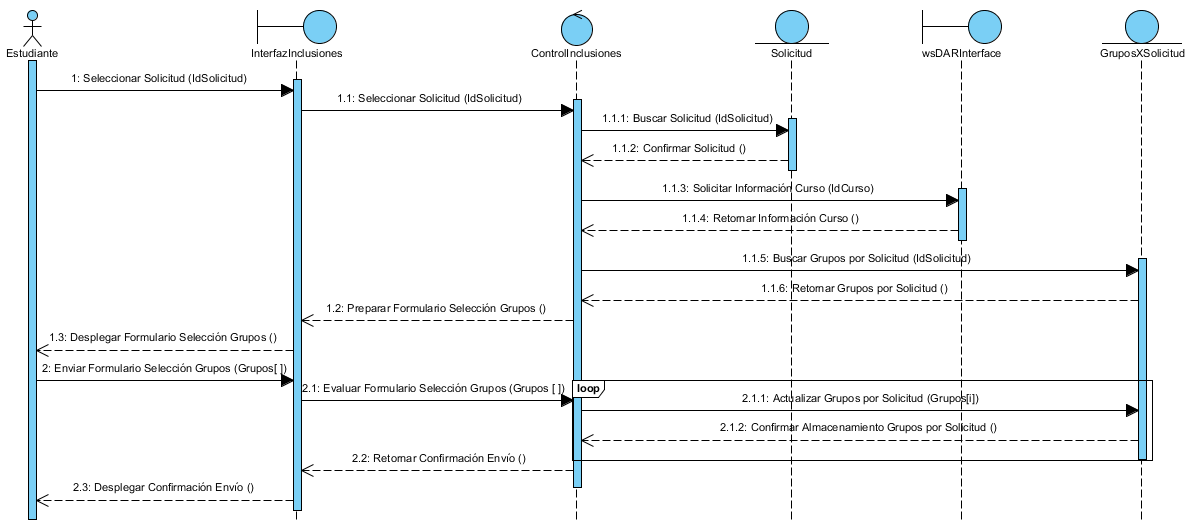 Estudiante
InterfazInclusiones
ControlInclusiones
Solicitud
wsDARInterface
GruposXSolicitud
1: Seleccionar Solicitud (IdSolicitud)
1.1: Seleccionar Solicitud (IdSolicitud)
1.1.1: Buscar Solicitud (IdSolicitud)
1.1.2: Confirmar Solicitud ()
1.1.3: Solicitar Información Curso (IdCurso)
1.1.4: Retornar Información Curso ()
1.1.5: Buscar Grupos por Solicitud (IdSolicitud)
1.1.6: Retornar Grupos por Solicitud ()
1.2: Preparar Formulario Selección Grupos ()
1.3: Desplegar Formulario Selección Grupos ()
2: Enviar Formulario Selección Grupos (Grupos[ ])
2.1: Evaluar Formulario Selección Grupos (Grupos [ ])
loop
2.1.1: Actualizar Grupos por Solicitud (Grupos[i])
2.1.2: Confirmar Almacenamiento Grupos por Solicitud ()
2.2: Retornar Confirmación Envío ()
2.3: Desplegar Confirmación Envío ()